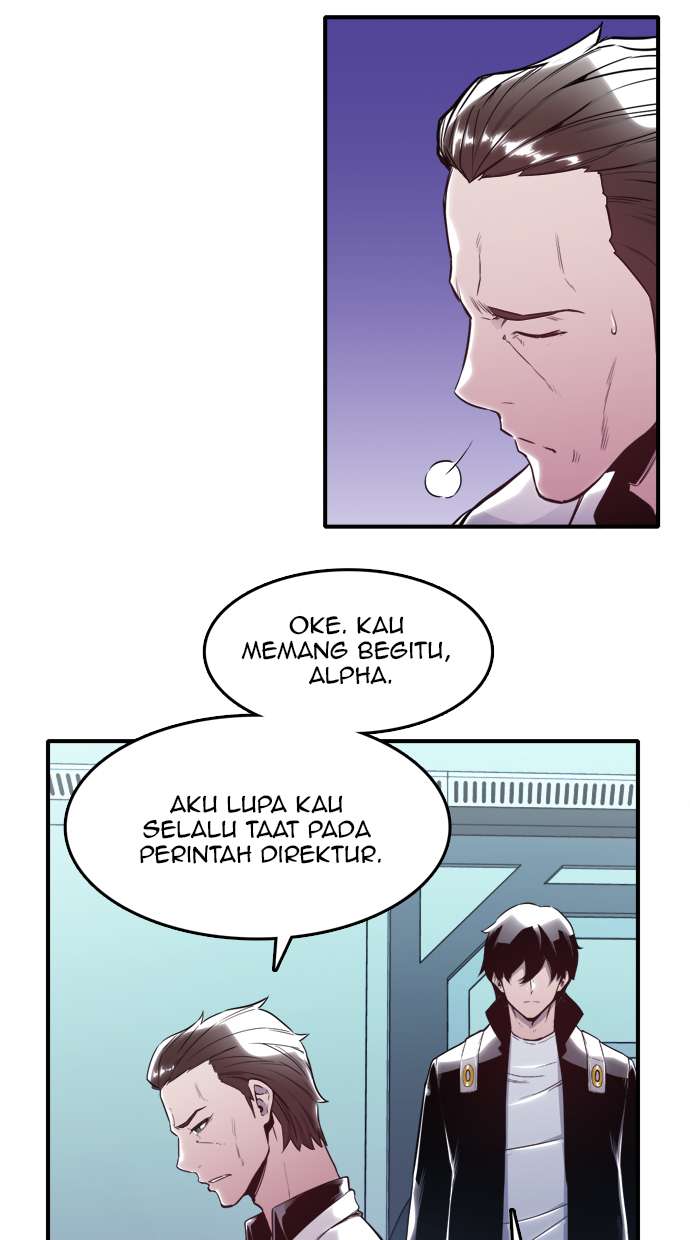 OKE. KAU
MEMANG BEGITU,
ALPHA.
AKU LUPA KAU
SELALU TAAT PADA
PERINTAH DIREKTUR.